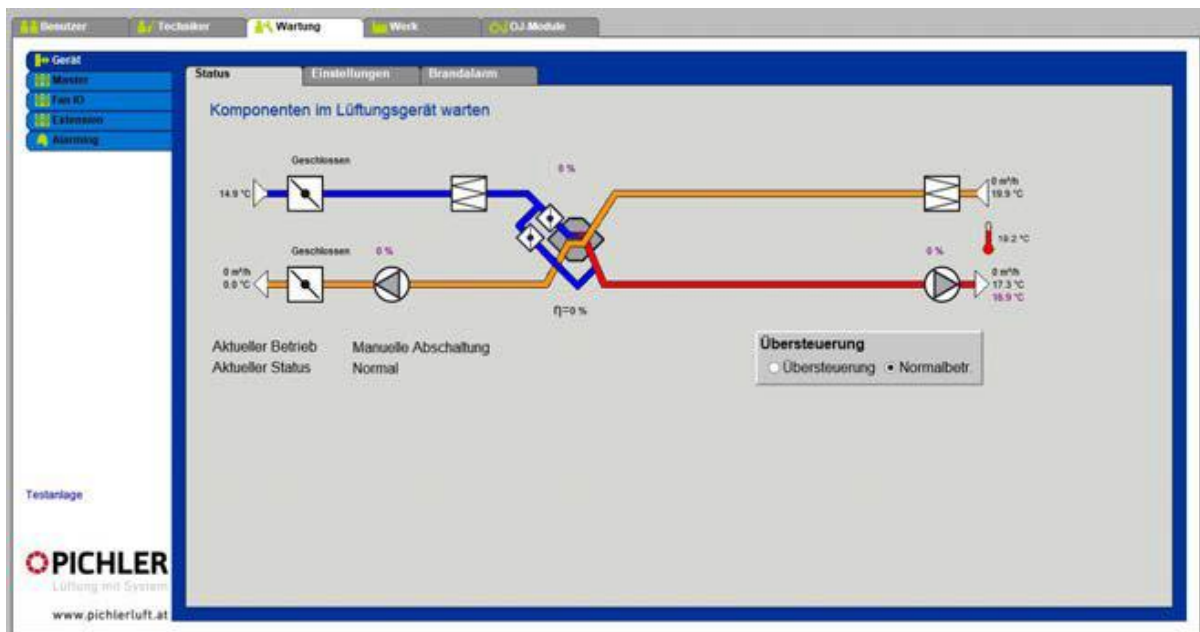 Benutzer Techniker Wartung Werk OJ-Module
Gerät
Master
Fan IO
Extension
Alarming
Status Einstellungen Brandalarm
Komponenten im Lüftungsgerät warten
Geschlossen
0 %
14.9 °C
0 m³/h
19.9 °C
19.2 °C
Geschlossen 0 % 0 %
0 m³/h
0.0 °C
0 m³/h
17.3 °C
16.9 °C
η=0 %
Aktueller Betrieb Manuelle Abschaltung
Aktueller Status Normal
Übersteuerung
Übersteuerung Normalbetr.
Testanlage
PICHLER
Lüftung mit System
www.pichlerluft.at